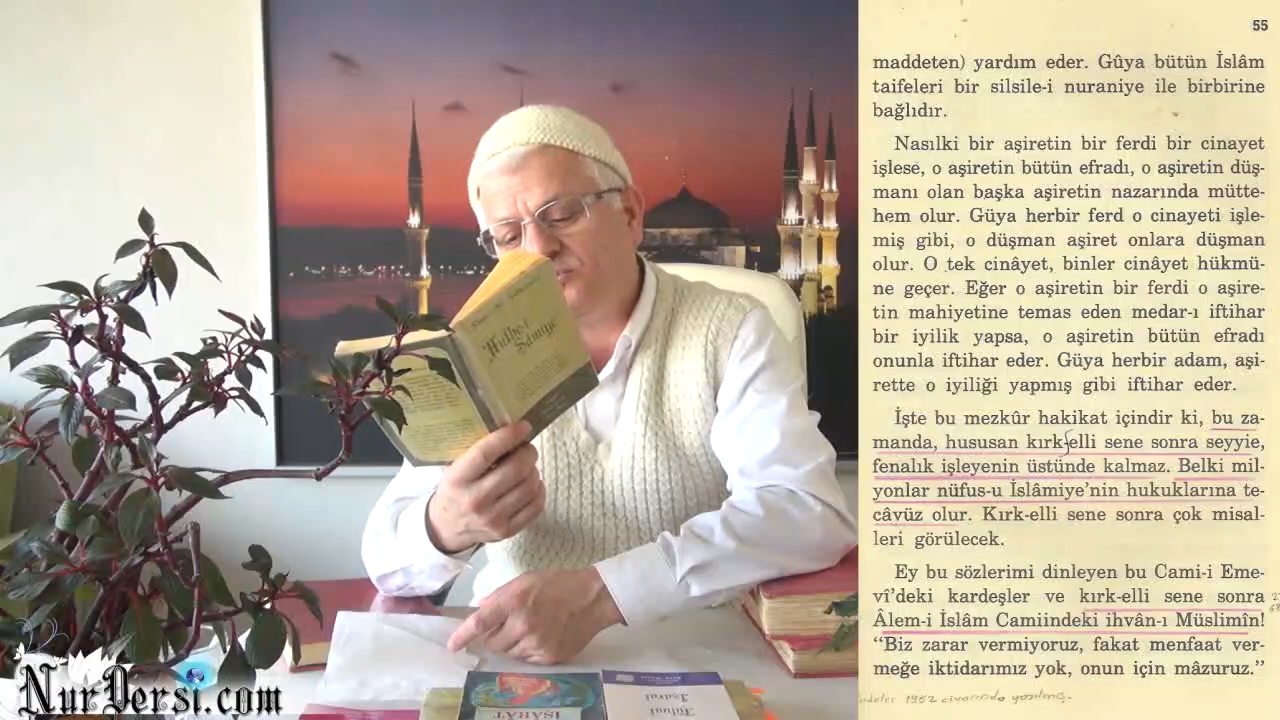 55
maddeten) yardım eder. Gûya bütün İslâm
taifeleri bir silsile-i nuraniye ile birbirine
bağlıdır.
Nasılki bir aşiretin bir ferdi bir cinayet
işlese, o aşiretin bütün efradı, o aşiretin düş-
manı olan başka aşiretin nazarında mütte-
hem olur. Güya herbir ferd o cinayeti işle-
miş gibi, o düşman aşiret onlara düşman
olur. O tek cinâyet, binler cinâyet hükmü-
ne geçer. Eğer o aşiretin bir ferdi o aşire-
tin mahiyetine temas eden medar-ı iftihar
bir iyilik yapsa, o aşiretin bütün efradı
onunla iftihar eder. Güya herbir adam, aşi-
rette o iyiliği yapmış gibi iftihar eder.
İşte bu mezkûr hakikat içindir ki, bu za-
manda, hususan kırk-elli sene sonra seyyie,
fenalık işleyenin üstünde kalmaz. Belki mil-
yonlar nüfus-u İslâmiye'nin hukuklarına te-
câvüz olur. Kırk-elli sene sonra çok misal-
leri görülecek.
Ey bu sözlerimi dinleyen bu Cami-i Eme-
vî'deki kardeşler ve kırk-elli sene sonra
Âlem-i İslâm Camiindeki ihvân-ı Müslimîn!
"Biz zarar vermiyoruz, fakat menfaat ver-
meğe iktidarımız yok, onun için mâzuruz."
1952 civarında yazılmış.
Hutbe-i
Şamiye
İŞARAT
NurDersi.com